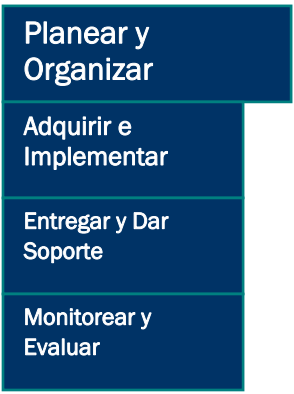 Planear y
Organizar
Adquirir e
Implementar
Entregar y Dar
Soporte
Monitorear y
Evaluar